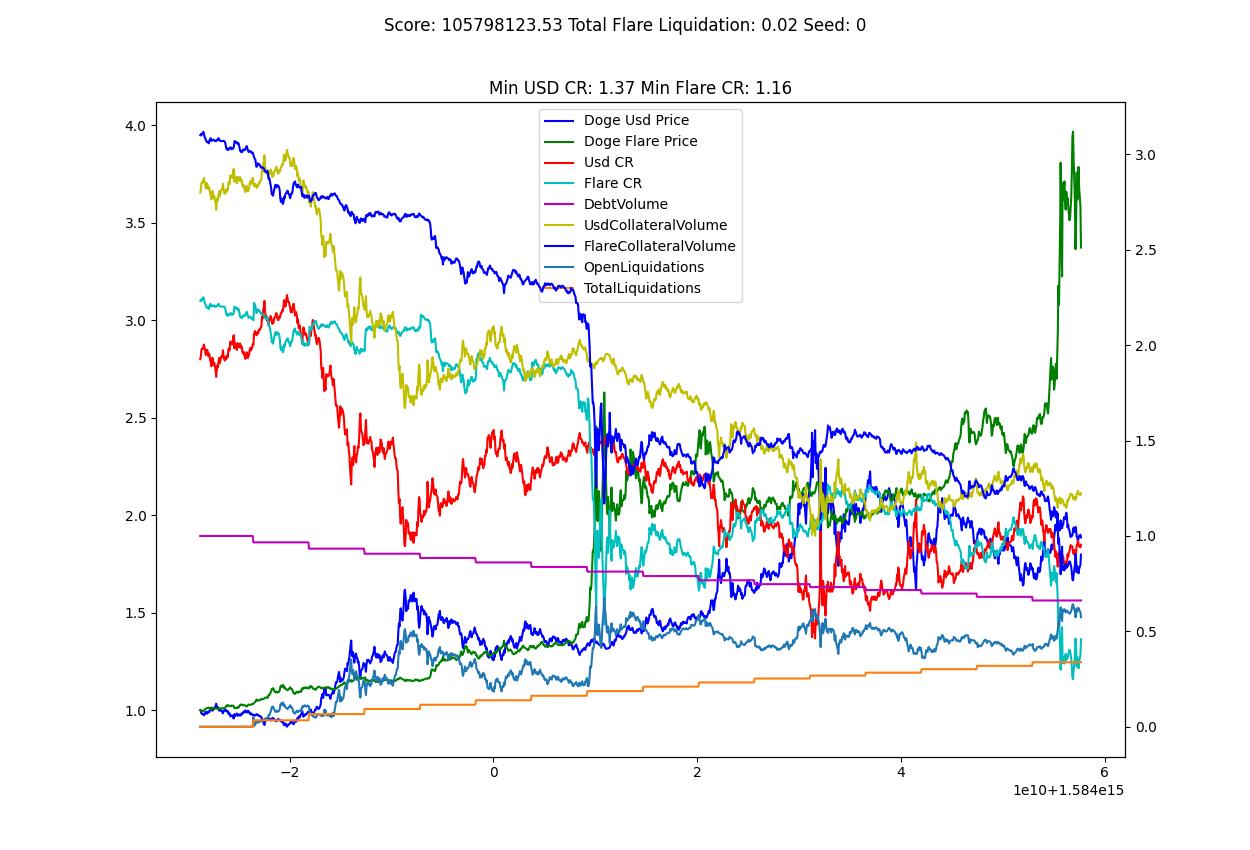 Score: 105798123.53 Total Flare Liquidation: 0.02 Seed: 0
Min USD CR: 1.37 Min Flare CR: 1.16
Doge Usd Price
Doge Flare Price
Usd CR
Flare CR
DebtVolume
UsdCollateralVolume
FlareCollateralVolume
OpenLiquidations
TotalLiquidations
4.0
3.5
3.0
2.5
2.0
1.5
1.0
3.0
2.5
2.0
1.5
1.0
0.5
0.0
−2 0 2 4 6
1e10+1.584e15